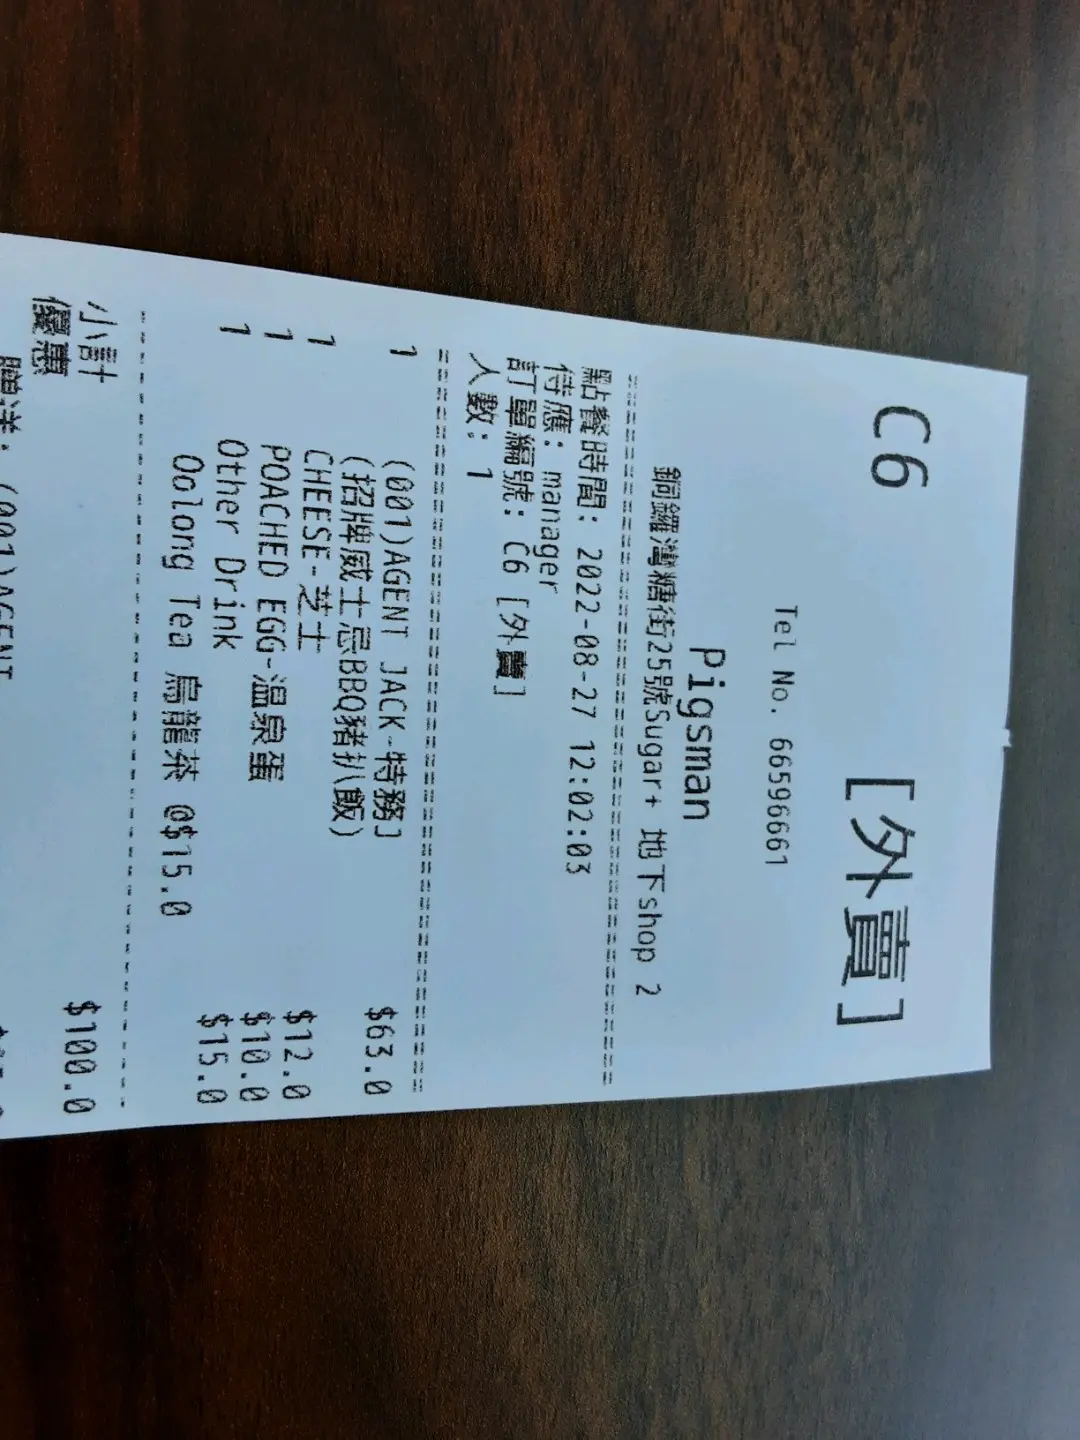 C6 [外賣]
Tel No. 66596661
Pigsman
銅鑼灣糖街25號Sugar+ 地下shop 2
點餐時間: 2022-08-27 12:02:03
侍應: manager
訂單編號: C6 [外賣]
人數: 1
1 (001)AGENT JACK-特務J $63.0
(招牌威士忌BBQ豬扒飯)
1 CHEESE-芝士 $12.0
1 POACHED EGG-溫泉蛋 $10.0
1 Other Drink $15.0
Oolong Tea 烏龍茶 @$15.0
小計 $100.0
優惠
(001)AGENT